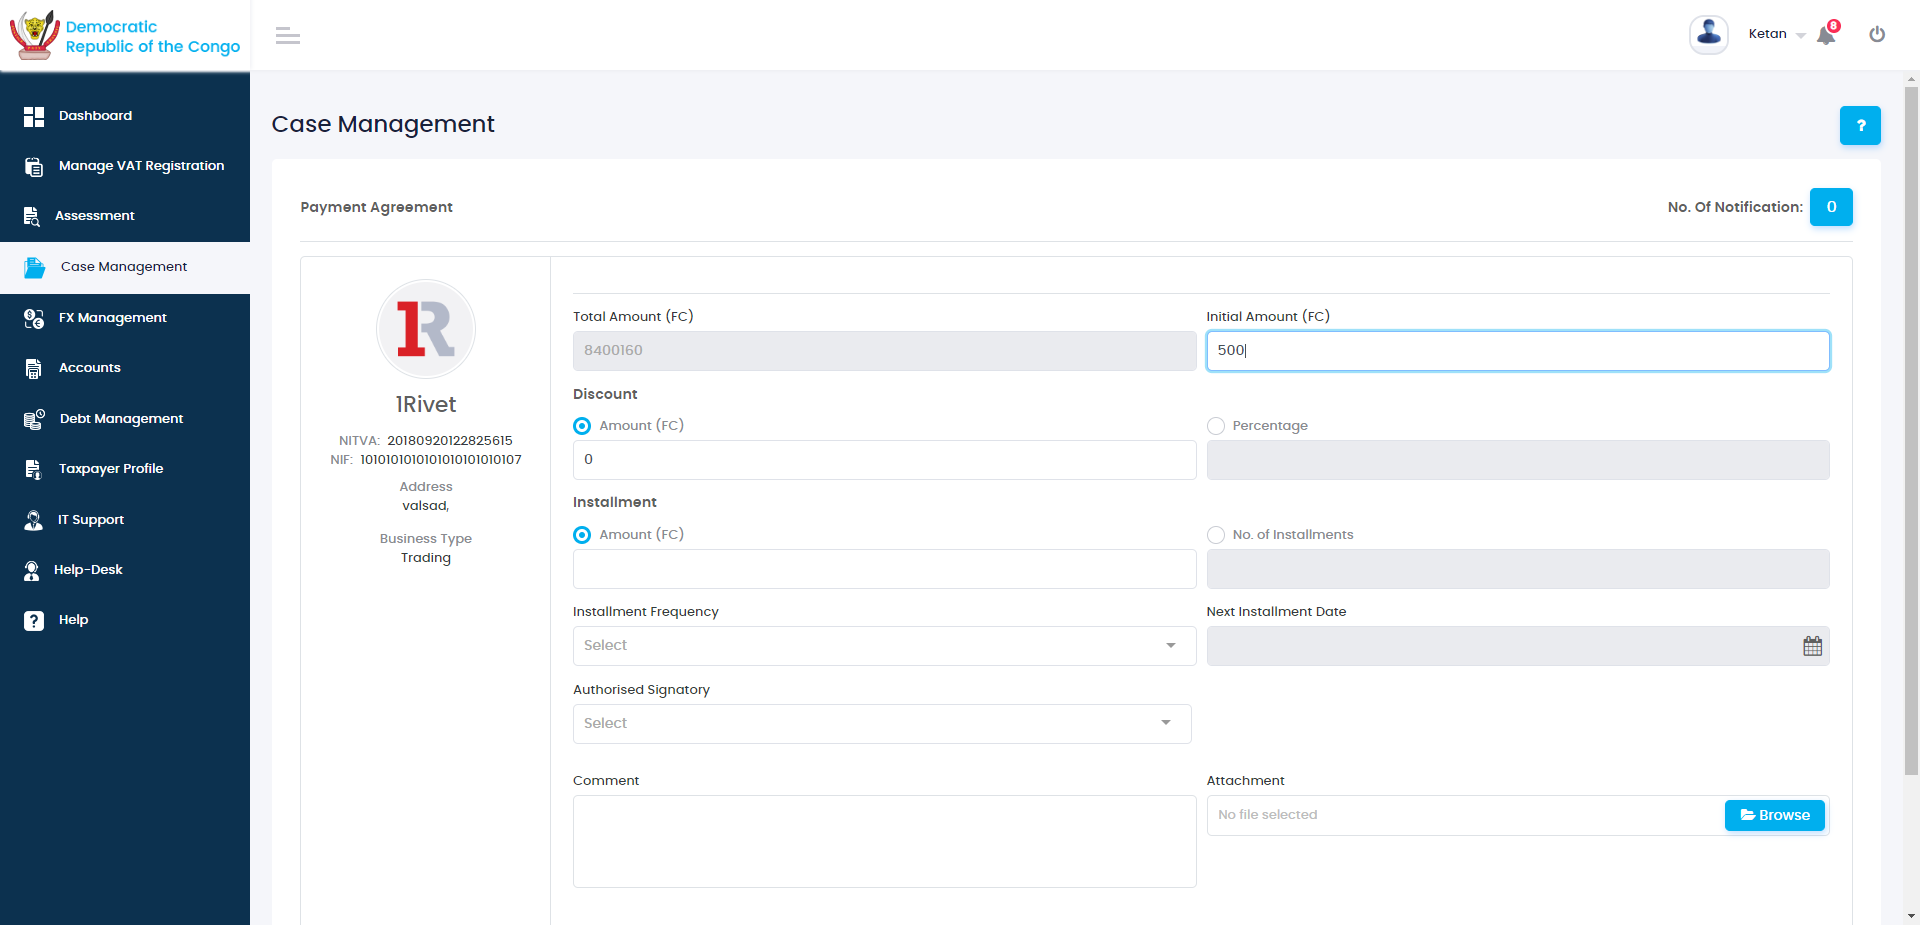 Democratic
Republic of the Congo
Ketan
8
Dashboard
Manage VAT Registration
Assessment
Case Management
FX Management
Accounts
Debt Management
Taxpayer Profile
IT Support
Help-Desk
Help
Case Management
?
Payment Agreement
No. Of Notification: 0
1R
1Rivet
NITVA: 20180920122825615
NIF: 1010101010101010101010107
Address
valsad,
Business Type
Trading
Total Amount (FC)
8400160
Initial Amount (FC)
500
Discount
Amount (FC)
0
Percentage
Installment
Amount (FC)
No. of Installments
Installment Frequency
Select
Next Installment Date
Authorised Signatory
Select
Comment
Attachment
No file selected
Browse